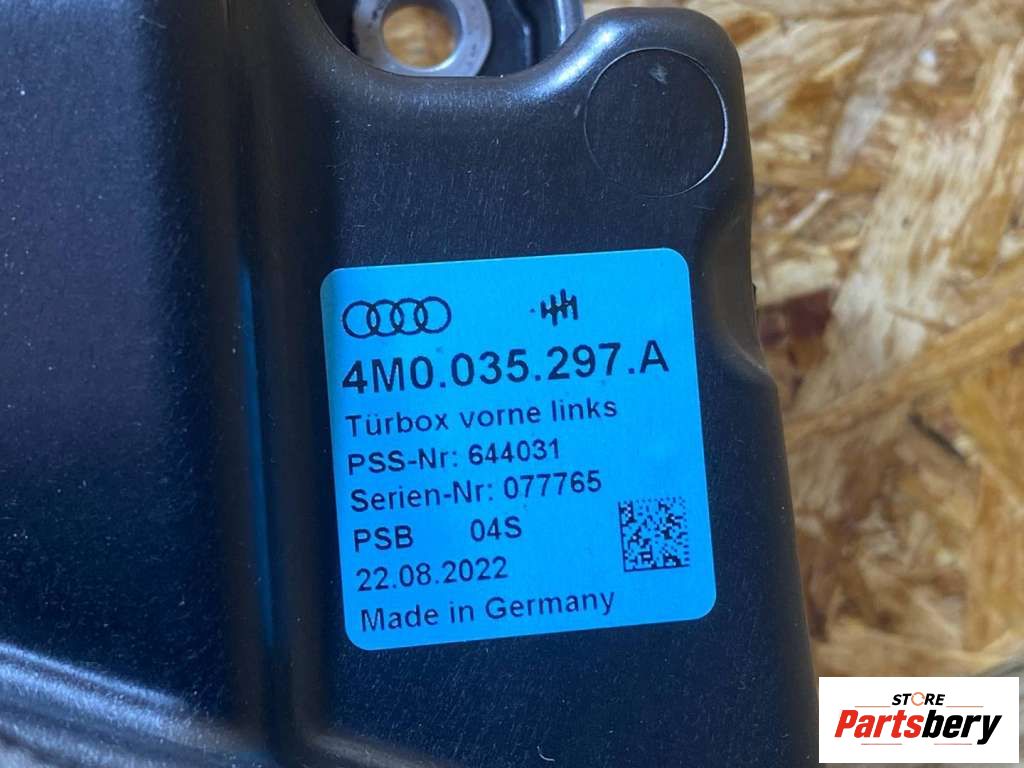 4M0.035.297.A
Türbox vorne links
PSS-Nr: 644031
Serien-Nr: 077765
PSB 04S
22.08.2022
Made in Germany
STORE
Partsbery